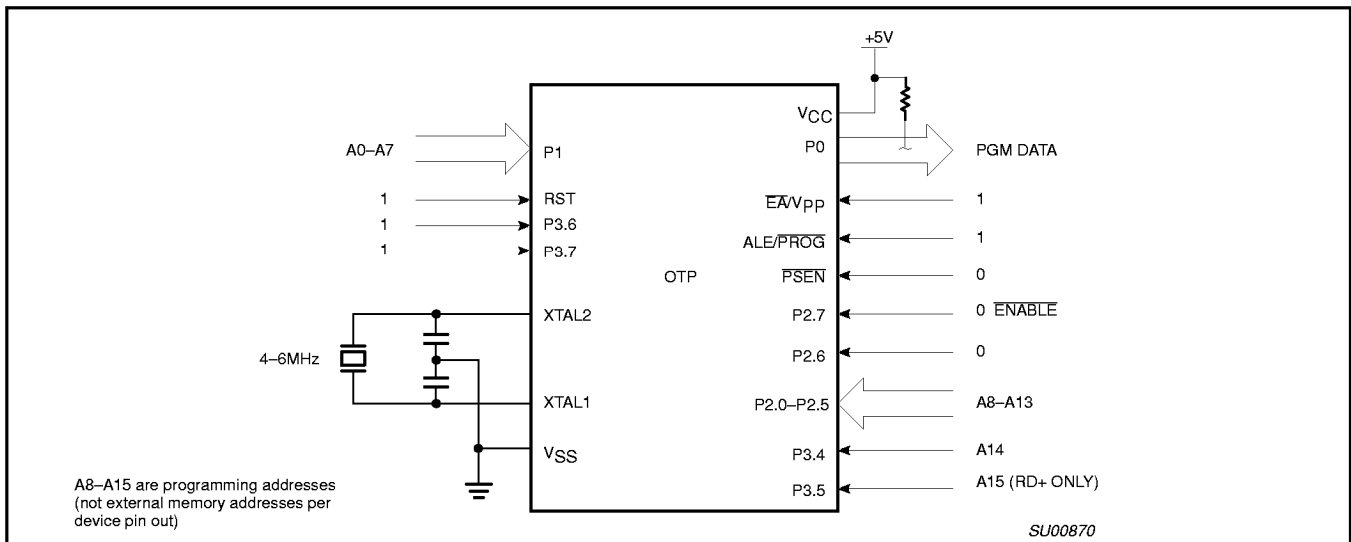 +5V
VCC
A0–A7
P1
P0
PGM DATA
1
RST
EA/VPP
1
1
P3.6
ALE/PROG
1
1
P3.7
OTP
PSEN
0
XTAL2
P2.7
0 ENABLE
4–6MHz
P2.6
0
XTAL1
P2.0–P2.5
A8–A13
VSS
P3.4
A14
A8–A15 are programming addresses
(not external memory addresses per
device pin out)
P3.5
A15 (RD+ ONLY)
SU00870